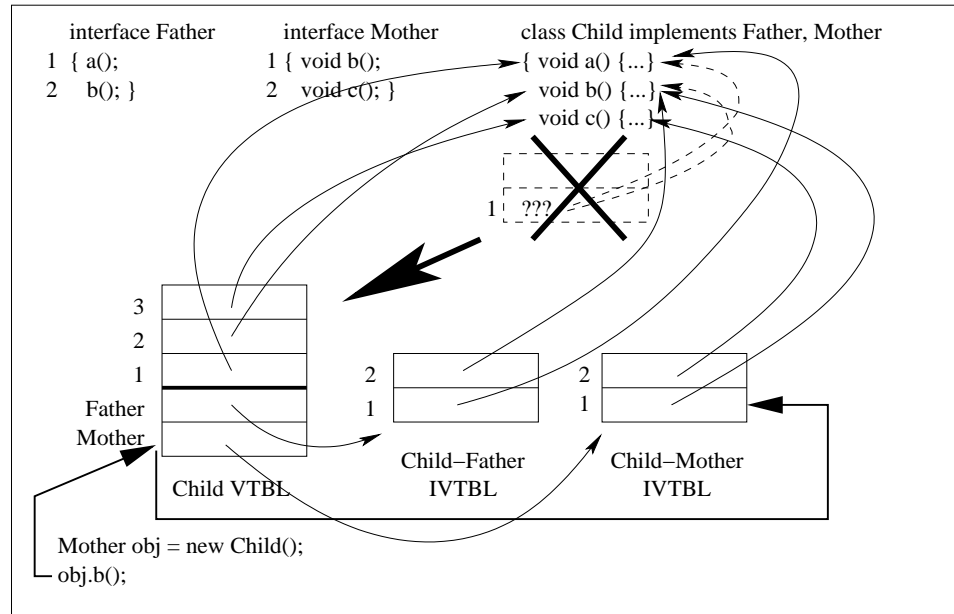 interface Father
1 { a();
2 b(); }
interface Mother
1 { void b();
2 void c(); }
class Child implements Father, Mother
{ void a() {...}
void b() {...}
void c() {...}
1 ???
3
2
1
Father
Mother
Child VTBL
2
1
Child−Father
IVTBL
2
1
Child−Mother
IVTBL
Mother obj = new Child();
obj.b();